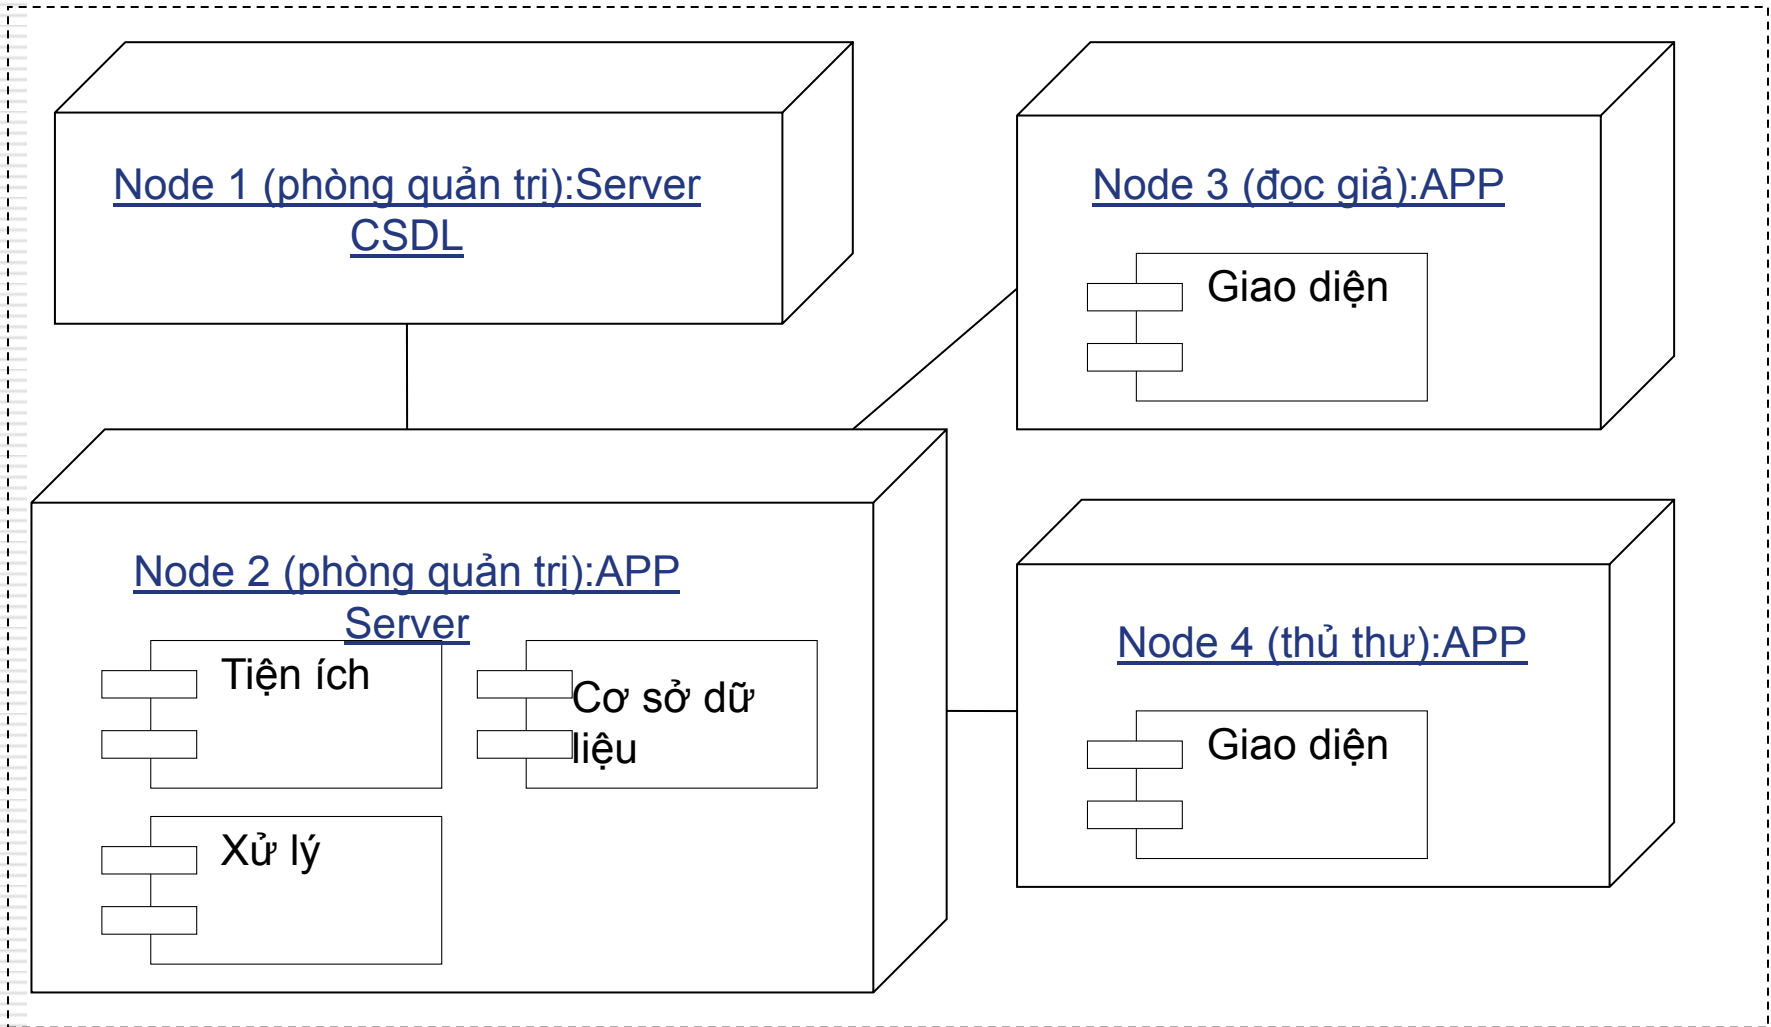 Node 1 (phòng quản trị):Server
CSDL
Node 3 (đọc giả):APP
Giao diện
Node 2 (phòng quản trị):APP
Server
Tiện ích
Cơ sở dữ
liệu
Xử lý
Node 4 (thủ thư):APP
Giao diện